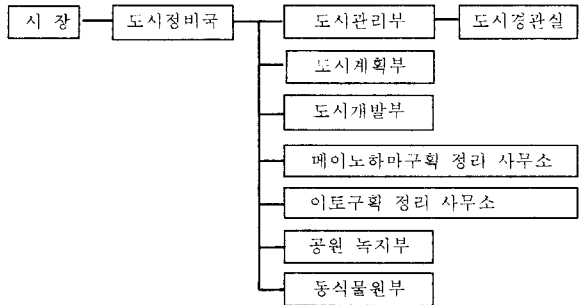 시 장 도시정비국 도시관리부 도시경관실
도시계획부
도시개발부
메이노하마구획 정리 사무소
이토구획 정리 사무소
공원 녹지부
동식물원부